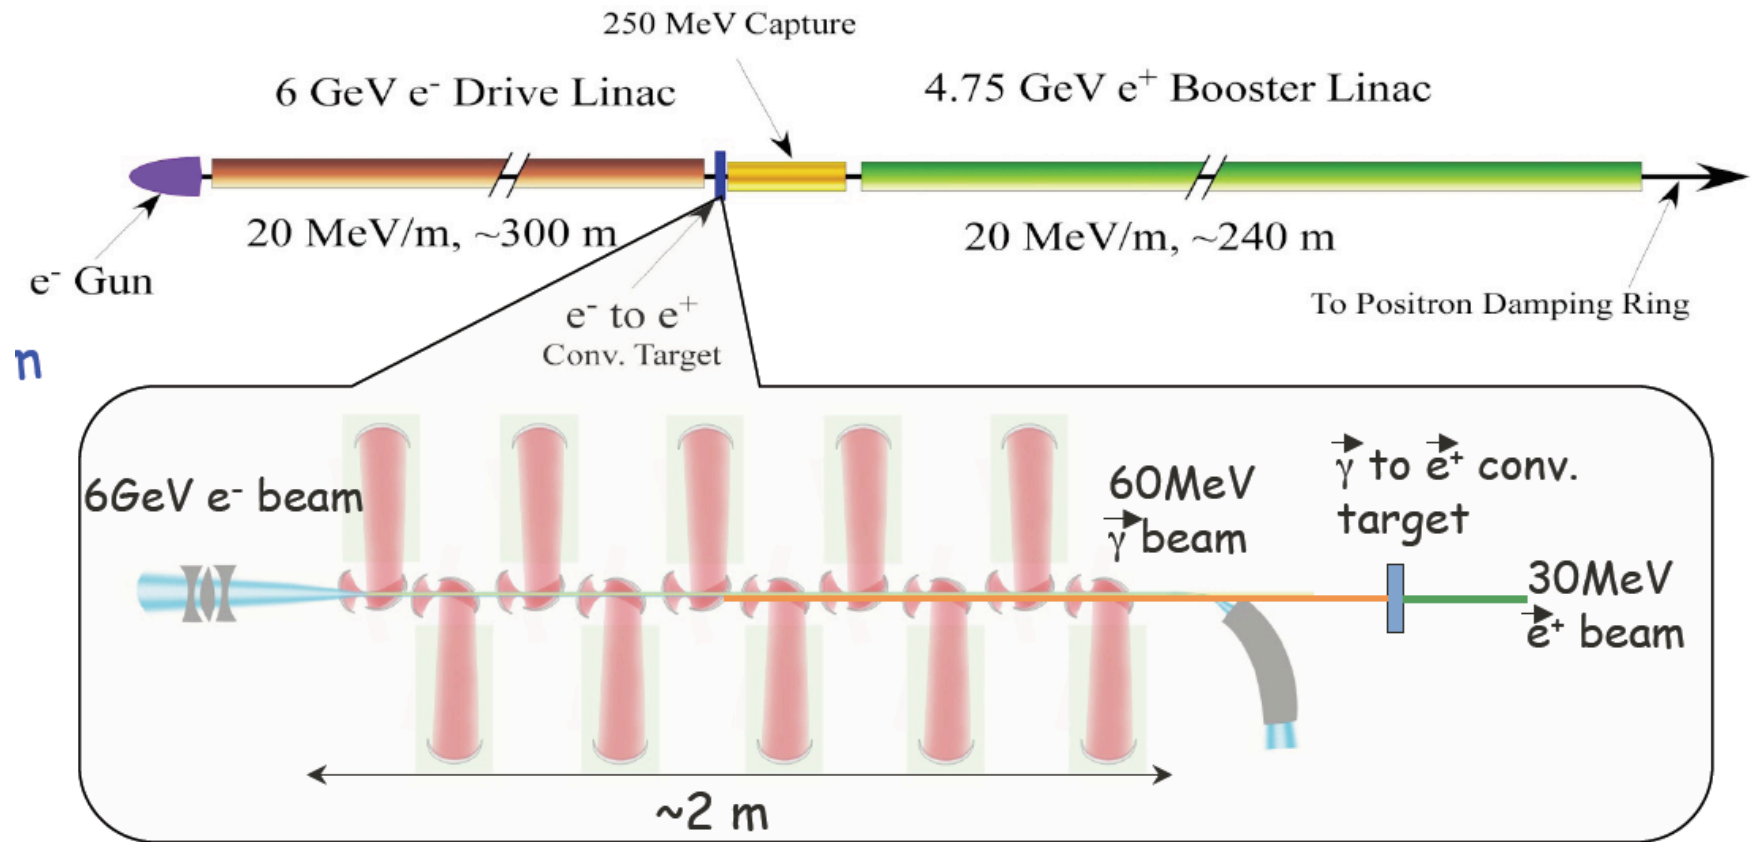 250 MeV Capture
6 GeV e⁻ Drive Linac
4.75 GeV e⁺ Booster Linac
20 MeV/m, ~300 m
20 MeV/m, ~240 m
e⁻ Gun
e⁻ to e⁺
Conv. Target
To Positron Damping Ring
n
6GeV e⁻ beam
60MeV
γ⃗ beam
γ⃗ to e⃗⁺ conv.
target
30MeV
e⃗⁺ beam
~2 m